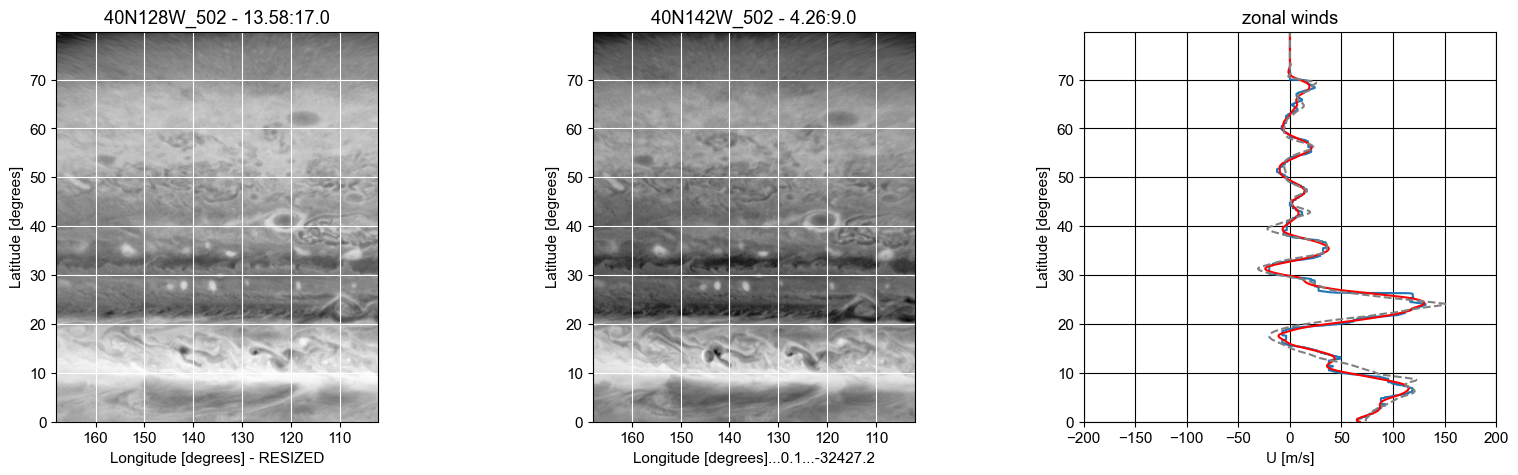 40N128W_502 - 13.58:17.0
Latitude [degrees]
70
60
50
40
30
20
10
0
160 150 140 130 120 110
Longitude [degrees] - RESIZED
40N142W_502 - 4.26:9.0
Latitude [degrees]
70
60
50
40
30
20
10
0
160 150 140 130 120 110
Longitude [degrees]...0.1...-32427.2
zonal winds
Latitude [degrees]
70
60
50
40
30
20
10
0
−200 −150 −100 −50 0 50 100 150 200
U [m/s]